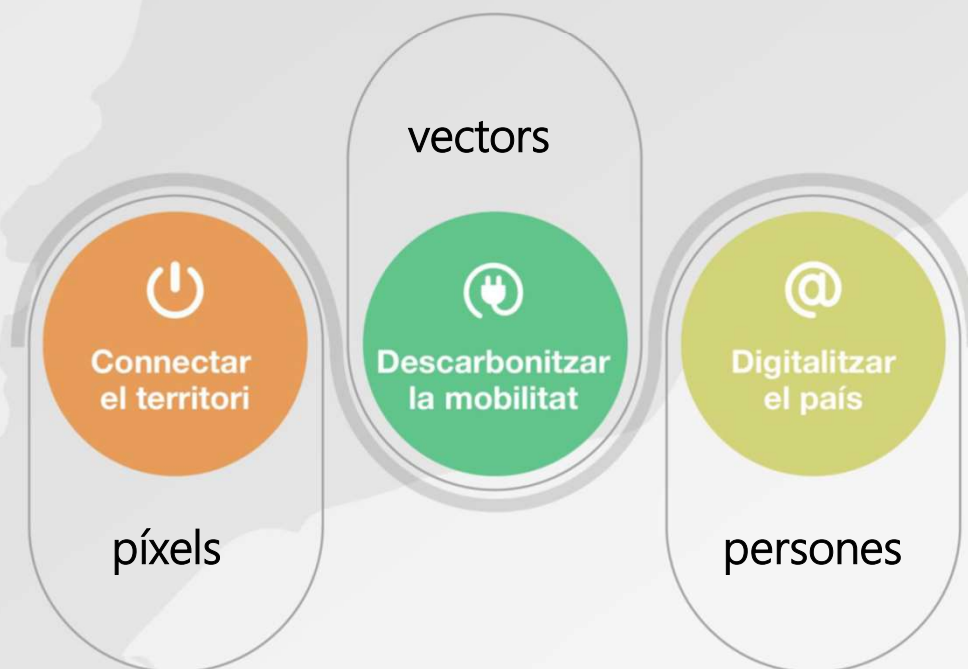 vectors
Connectar
el territori
Descarbonitzar
la mobilitat
@
Digitalitzar
el país
píxels
persones